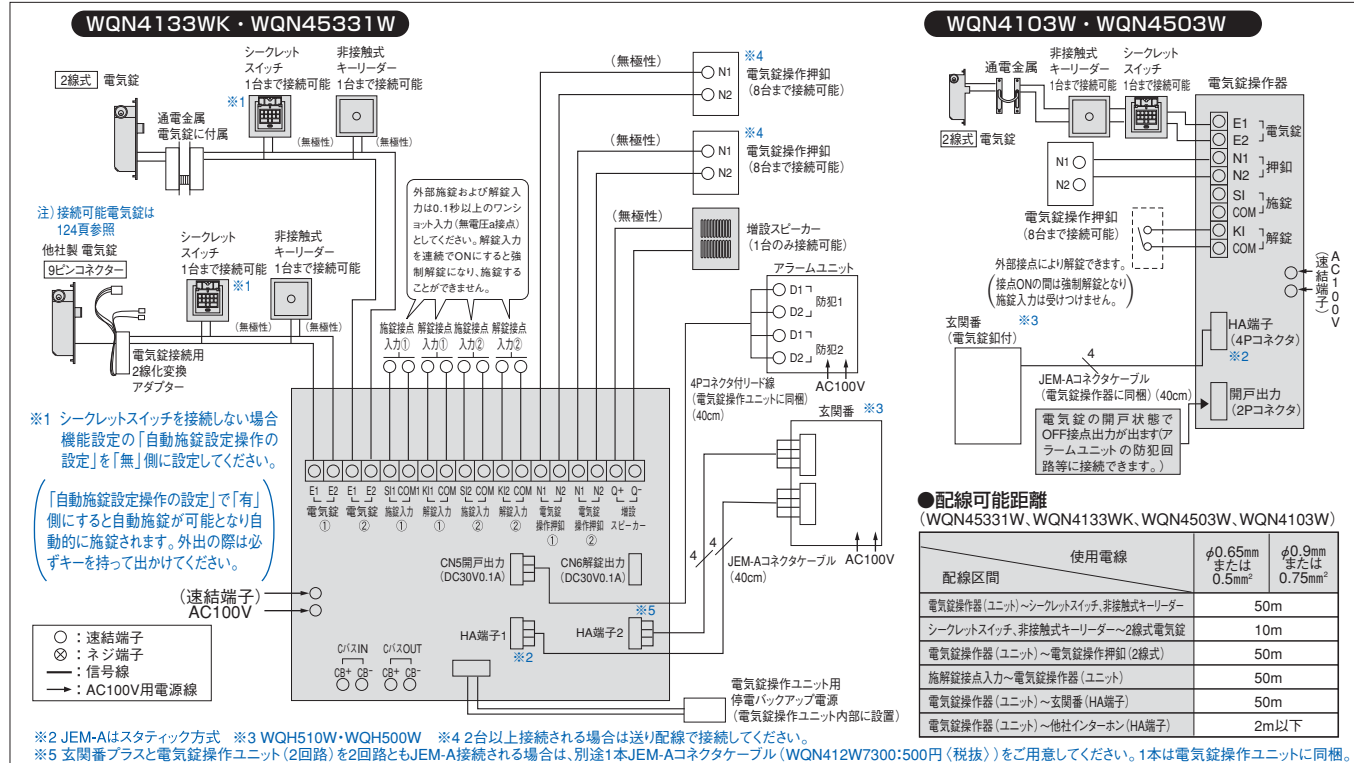 WQN4133WK・WQN45331W
2線式 電気錠
シークレット
スイッチ
1台まで接続可能
※1
非接触式
キーリーダー
1台まで接続可能
通電金属
電気錠に付属
(無極性)
(無極性)
注)接続可能電気錠は
124頁参照
他社製 電気錠
9ピンコネクター
シークレット
スイッチ
1台まで接続可能
※1
非接触式
キーリーダー
1台まで接続可能
(無極性)
(無極性)
電気錠接続用
2線化変換
アダプター
※1 シークレットスイッチを接続しない場合
機能設定の「自動施錠設定操作の
設定」を「無」側に設定してください。
(「自動施錠設定操作の設定」で「有」
側にすると自動施錠が可能となり自
動的に施錠されます。外出の際は必
ずキーを持って出かけてください。)
外部施錠および解錠入
力は0.1秒以上のワンシ
ョット入力(無電圧a接点)
としてください。解錠入力
を連続でONにすると強
制解錠になり、施錠する
ことができません。
施錠接点 解錠接点 施錠接点 解錠接点
入力① 入力① 入力② 入力②
(無極性)
N1
N2
※4
電気錠操作押釦
(8台まで接続可能)
(無極性)
N1
N2
※4
電気錠操作押釦
(8台まで接続可能)
(無極性)
増設スピーカー
(1台のみ接続可能)
アラームユニット
D1
D2
防犯1
D1
D2
防犯2
AC100V
4Pコネクタ付リード線
(電気錠操作ユニットに同梱)
(40cm)
玄関番 ※3
AC100V
E1 E2 E1 E2 SI1 COM1 KI1 COM SI2 COM KI2 COM N1 N2 N1 N2 Q+ Q-
電気錠 電気錠 施錠入力 解錠入力 施錠入力 解錠入力 電気錠 電気錠 増設
① ② ① ① ② ② 操作押釦 操作押釦 スピーカー
① ②
CN5開戸出力
(DC30V0.1A)
CN6解錠出力
(DC30V0.1A)
4
4
JEM-Aコネクタケーブル
(40cm)
(速結端子)
AC100V
※5
HA端子1
※2
HA端子2
CバスIN CバスOUT
CB+ CB- CB+ CB-
○:速結端子
⊗:ネジ端子
━:信号線
→:AC100V用電源線
電気錠操作ユニット用
停電バックアップ電源
(電気錠操作ユニット内部に設置)
※2 JEM-Aはスタティック方式 ※3 WQH510W・WQH500W ※4 2台以上接続される場合は送り配線で接続してください。
※5 玄関番プラスと電気錠操作ユニット(2回路)を2回路ともJEM-A接続される場合は、別途1本JEM-Aコネクタケーブル(WQN412W7300:500円〈税抜〉)をご用意してください。1本は電気錠操作ユニットに同梱。
WQN4103W・WQN4503W
通電金属
非接触式
キーリーダー
1台まで接続可能
シークレット
スイッチ
1台まで接続可能
2線式 電気錠
電気錠操作器
E1
E2
電気錠
N1
N2
押釦
SI
COM
施錠
KI
COM
解錠
N1
N2
電気錠操作押釦
(8台まで接続可能)
外部接点により解錠できます。
(接点ONの間は強制解錠となり
施錠入力は受けつけません。)
AC100V
(速結端子)
玄関番
(電気錠釦付)
※3
HA端子
(4Pコネクタ)
※2
4
JEM-Aコネクタケーブル
(電気錠操作器に同梱)(40cm)
開戸出力
(2Pコネクタ)
電気錠の開戸状態で
OFF接点出力が出ます(ア
ラームユニットの防犯回
路等に接続できます。)
●配線可能距離
(WQN45331W、WQN4133WK、WQN4503W、WQN4103W)
使用電線
配線区間
φ0.65mm
または
0.5mm²
φ0.9mm
または
0.75mm²
電気錠操作器(ユニット)~シークレットスイッチ、非接触式キーリーダー 50m
シークレットスイッチ、非接触式キーリーダー~2線式電気錠 10m
電気錠操作器(ユニット)~電気錠操作押釦(2線式) 50m
施解錠接点入力~電気錠操作器(ユニット) 50m
電気錠操作器(ユニット)~玄関番(HA端子) 50m
電気錠操作器(ユニット)~他社インターホン(HA端子) 2m以下